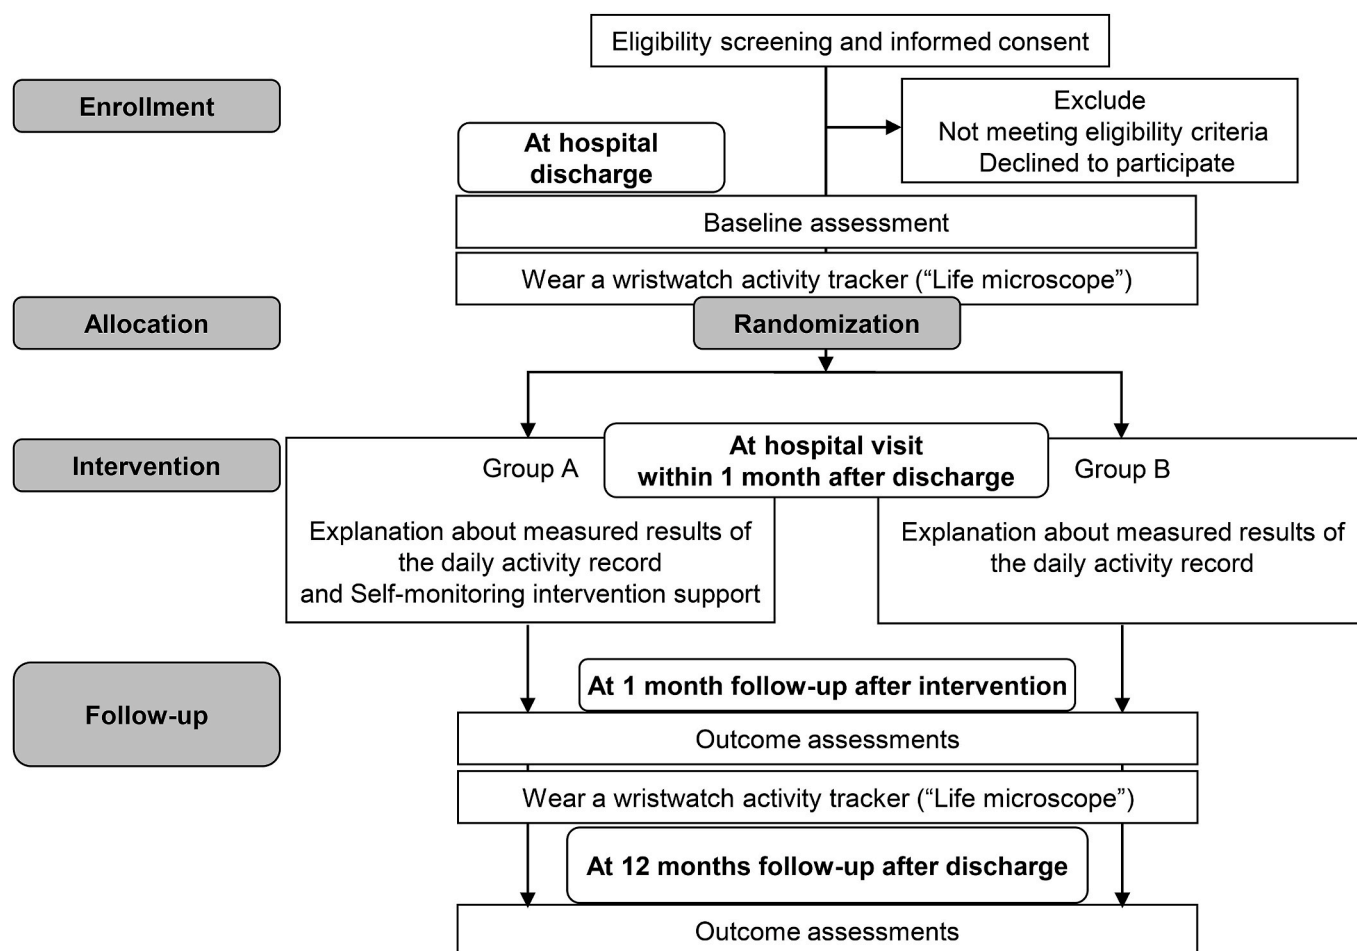 Eligibility screening and informed consent
Enrollment
Exclude
Not meeting eligibility criteria
Declined to participate
At hospital
discharge
Baseline assessment
Wear a wristwatch activity tracker (“Life microscope”)
Allocation
Randomization
Intervention
At hospital visit
within 1 month after discharge
Group A
Explanation about measured results of
the daily activity record
and Self-monitoring intervention support
Group B
Explanation about measured results of
the daily activity record
Follow-up
At 1 month follow-up after intervention
Outcome assessments
Wear a wristwatch activity tracker (“Life microscope”)
At 12 months follow-up after discharge
Outcome assessments